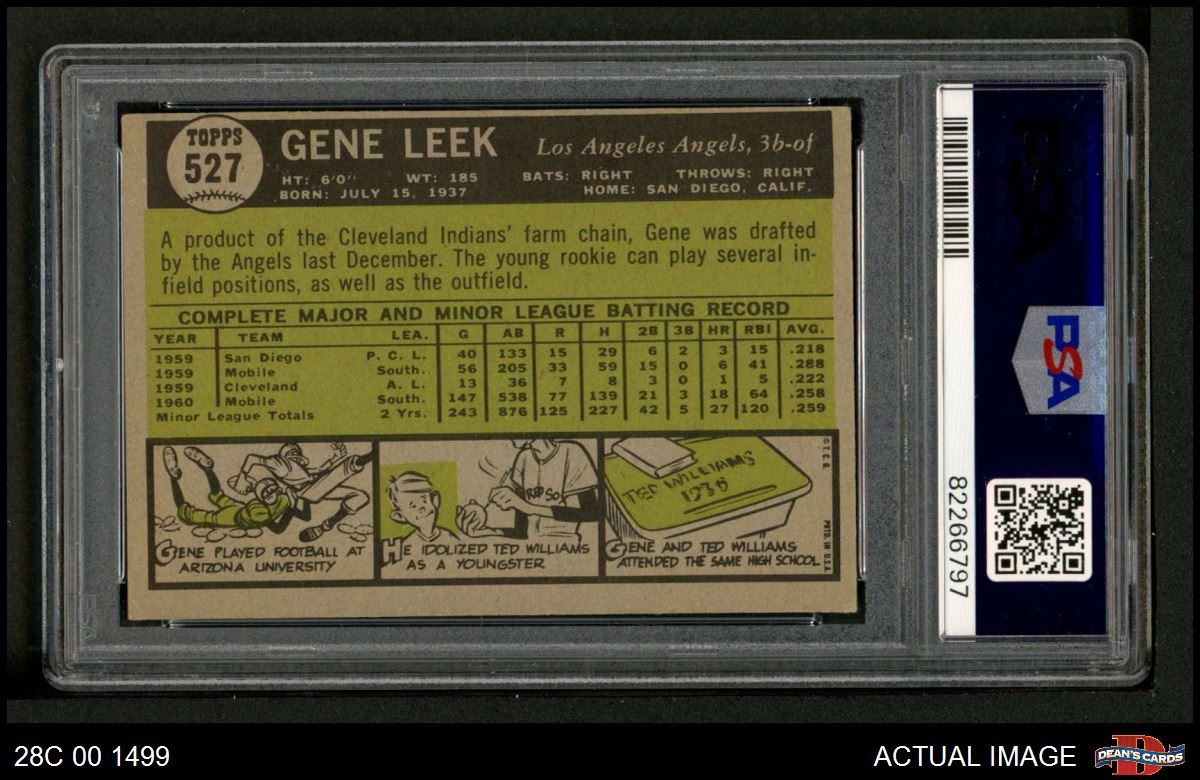 TOPPS
527
GENE LEEK
Los Angeles Angels, 3b-of
HT: 6'0"
WT: 185
BATS: RIGHT
THROWS: RIGHT
BORN: JULY 15, 1937
HOME: SAN DIEGO, CALIF.
A product of the Cleveland Indians' farm chain, Gene was drafted
by the Angels last December. The young rookie can play several in-
field positions, as well as the outfield.
COMPLETE MAJOR AND MINOR LEAGUE BATTING RECORD
YEAR TEAM LEA. G AB R H 2B 3B HR RBI AVG.
1959 San Diego P. C. L. 40 133 15 29 6 2 3 15 .218
1959 Mobile South. 56 205 33 59 15 0 6 41 .288
1959 Cleveland A. L. 13 36 7 8 3 0 1 5 .222
1960 Mobile South. 147 538 77 139 21 3 18 64 .258
Minor League Totals 2 Yrs. 243 876 125 227 42 5 27 120 .259
GENE PLAYED FOOTBALL AT
ARIZONA UNIVERSITY
RED SO
HE IDOLIZED TED WILLIAMS
AS A YOUNGSTER
TED WILLIAMS
1936
GENE AND TED WILLIAMS
ATTENDED THE SAME HIGH SCHOOL
© T. C. G.
PRTD. IN U.S.A.
PSA
PSA
82266797
PSA
28C 00 1499
ACTUAL IMAGE
D
DEAN'S CARDS